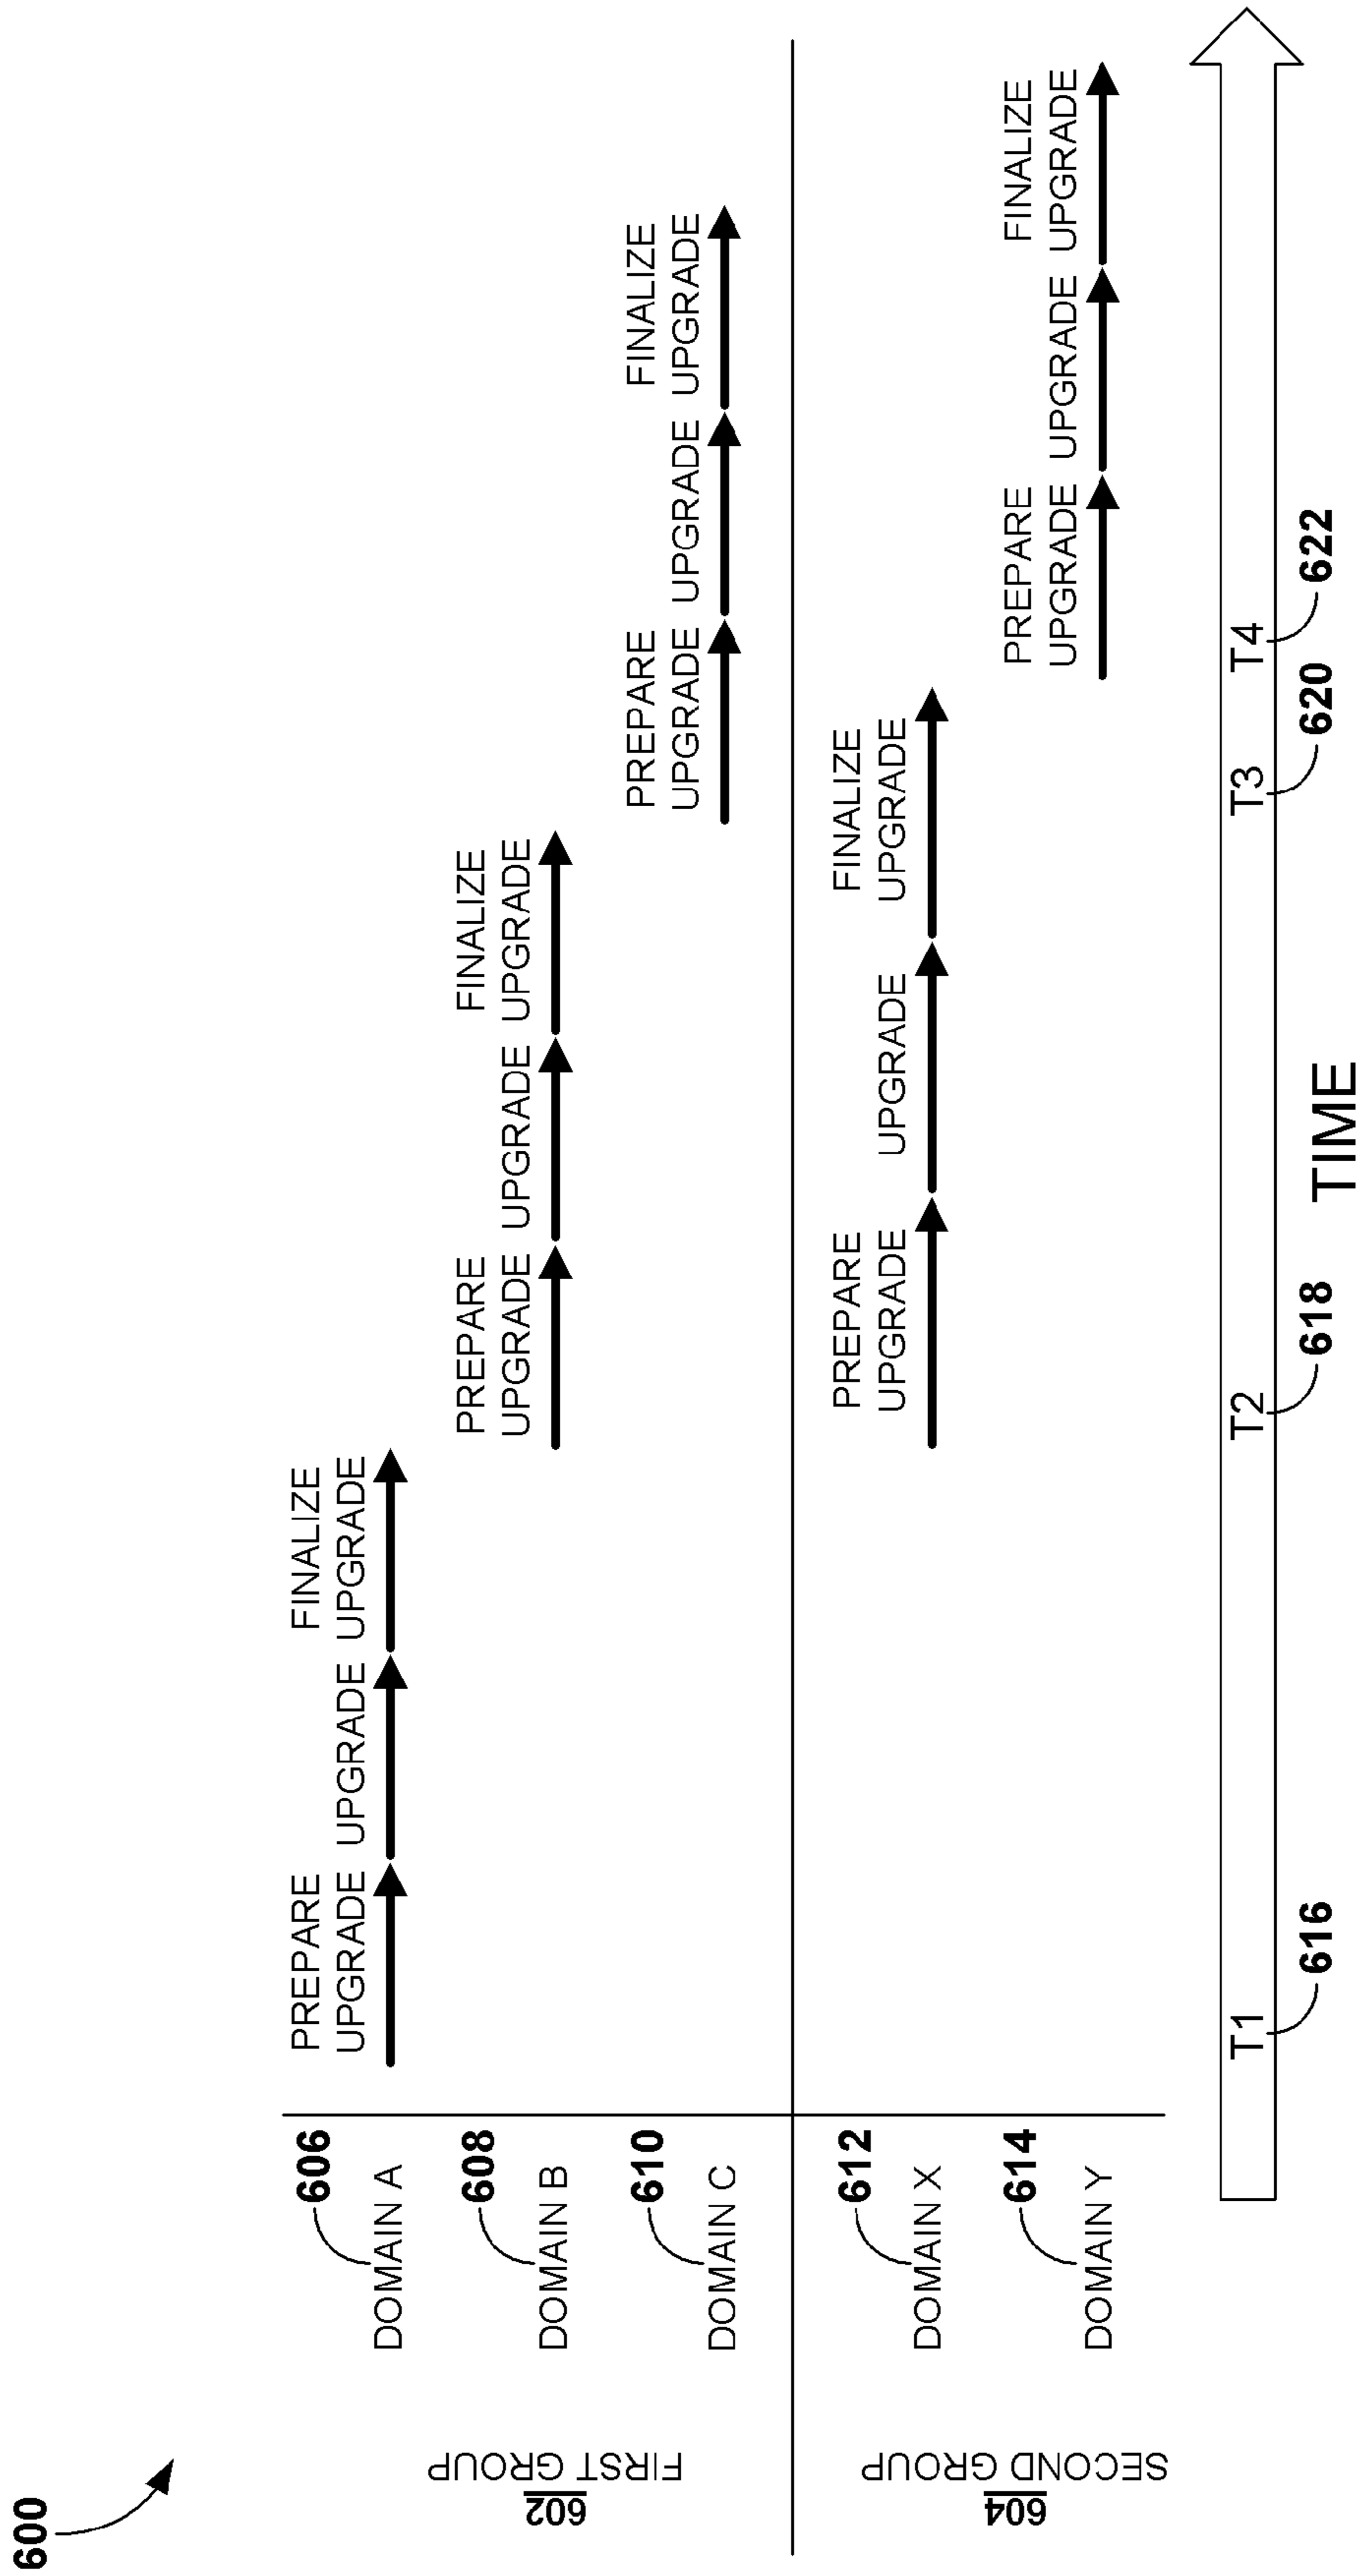 600
FIRST GROUP
602
606
DOMAIN A
PREPARE
UPGRADE
UPGRADE
FINALIZE
UPGRADE
608
DOMAIN B
PREPARE
UPGRADE
UPGRADE
FINALIZE
UPGRADE
610
DOMAIN C
PREPARE
UPGRADE
UPGRADE
FINALIZE
UPGRADE
SECOND GROUP
604
612
DOMAIN X
PREPARE
UPGRADE
UPGRADE
FINALIZE
UPGRADE
614
DOMAIN Y
PREPARE
UPGRADE
UPGRADE
FINALIZE
UPGRADE
T1
T2
T3
T4
616
618
620
622
TIME